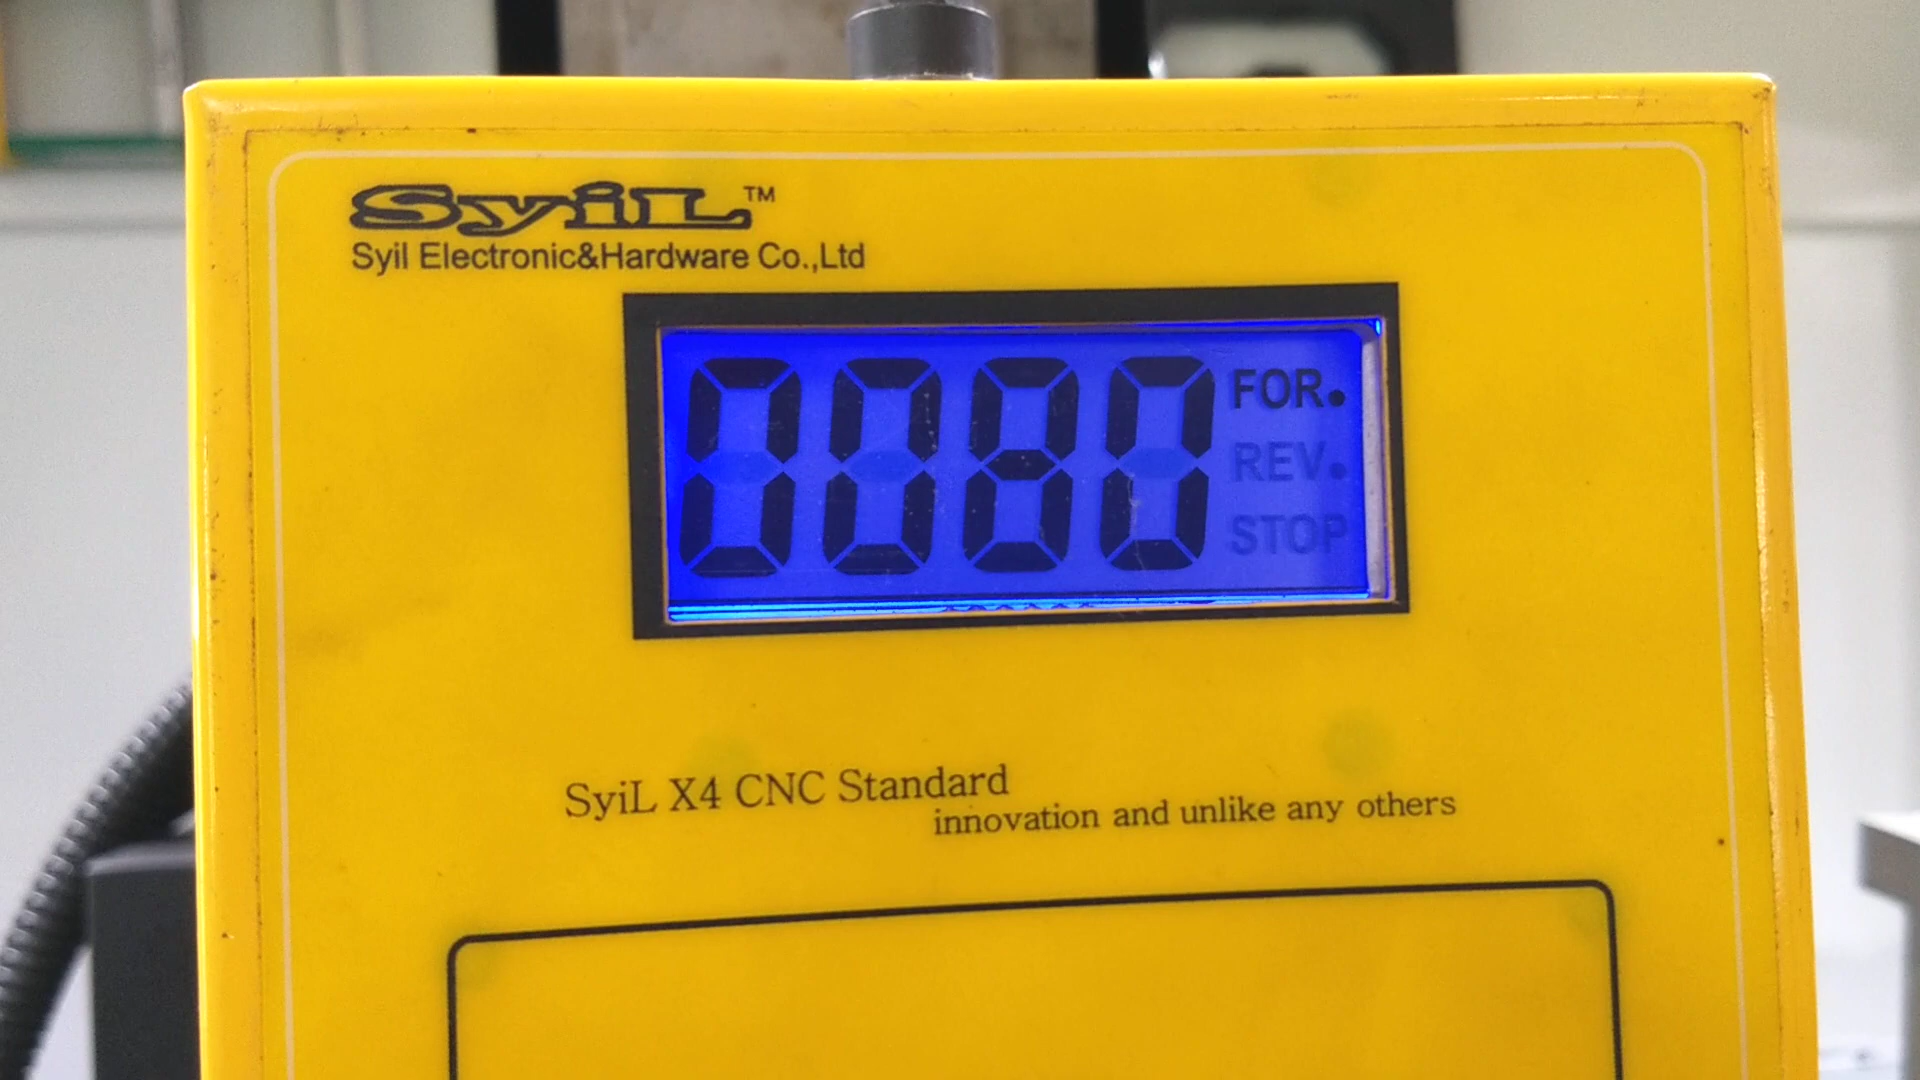 SyiL™
Syil Electronic&Hardware Co.,Ltd
0080
FOR.
REV.
STOP
SyiL X4 CNC Standard
innovation and unlike any others